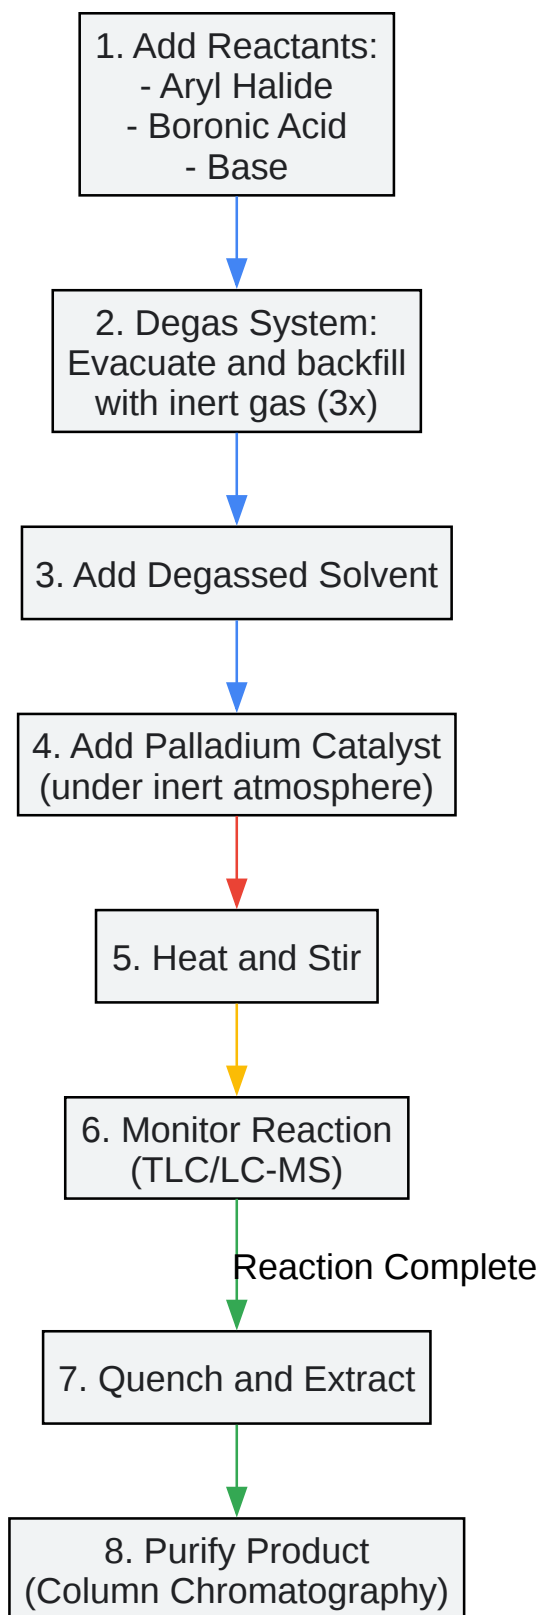 1. Add Reactants:
- Aryl Halide
- Boronic Acid
- Base
2. Degas System:
Evacuate and backfill
with inert gas (3x)
3. Add Degassed Solvent
4. Add Palladium Catalyst
(under inert atmosphere)
5. Heat and Stir
6. Monitor Reaction
(TLC/LC-MS)
Reaction Complete
7. Quench and Extract
8. Purify Product
(Column Chromatography)